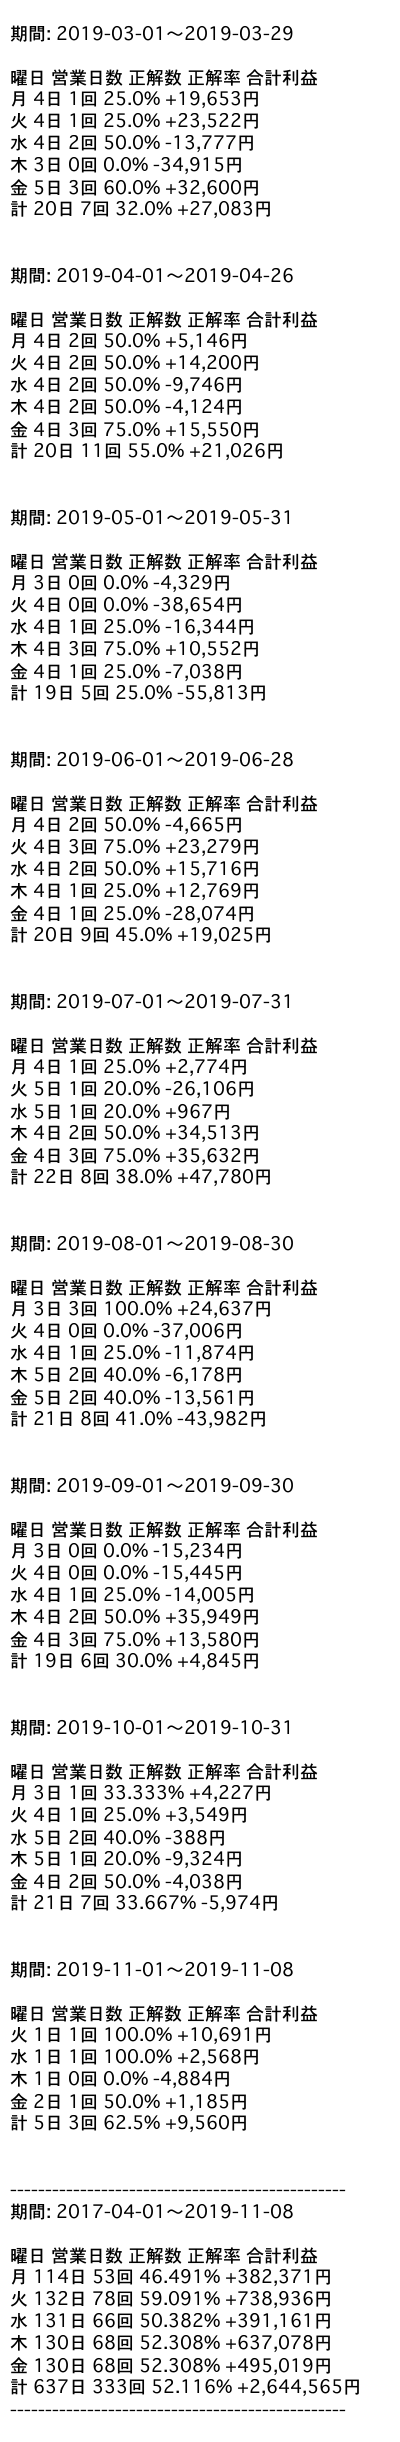 期間: 2019-03-01〜2019-03-29
曜日 営業日数 正解数 正解率 合計利益
月 4日 1回 25.0% +19,653円
火 4日 1回 25.0% +23,522円
水 4日 2回 50.0% -13,777円
木 3日 0回 0.0% -34,915円
金 5日 3回 60.0% +32,600円
計 20日 7回 32.0% +27,083円
期間: 2019-04-01〜2019-04-26
曜日 営業日数 正解数 正解率 合計利益
月 4日 2回 50.0% +5,146円
火 4日 2回 50.0% +14,200円
水 4日 2回 50.0% -9,746円
木 4日 2回 50.0% -4,124円
金 4日 3回 75.0% +15,550円
計 20日 11回 55.0% +21,026円
期間: 2019-05-01〜2019-05-31
曜日 営業日数 正解数 正解率 合計利益
月 3日 0回 0.0% -4,329円
火 4日 0回 0.0% -38,654円
水 4日 1回 25.0% -16,344円
木 4日 3回 75.0% +10,552円
金 4日 1回 25.0% -7,038円
計 19日 5回 25.0% -55,813円
期間: 2019-06-01〜2019-06-28
曜日 営業日数 正解数 正解率 合計利益
月 4日 2回 50.0% -4,665円
火 4日 3回 75.0% +23,279円
水 4日 2回 50.0% +15,716円
木 4日 1回 25.0% +12,769円
金 4日 1回 25.0% -28,074円
計 20日 9回 45.0% +19,025円
期間: 2019-07-01〜2019-07-31
曜日 営業日数 正解数 正解率 合計利益
月 4日 1回 25.0% +2,774円
火 5日 1回 20.0% -26,106円
水 5日 1回 20.0% +967円
木 4日 2回 50.0% +34,513円
金 4日 3回 75.0% +35,632円
計 22日 8回 38.0% +47,780円
期間: 2019-08-01〜2019-08-30
曜日 営業日数 正解数 正解率 合計利益
月 3日 3回 100.0% +24,637円
火 4日 0回 0.0% -37,006円
水 4日 1回 25.0% -11,874円
木 5日 2回 40.0% -6,178円
金 5日 2回 40.0% -13,561円
計 21日 8回 41.0% -43,982円
期間: 2019-09-01〜2019-09-30
曜日 営業日数 正解数 正解率 合計利益
月 3日 0回 0.0% -15,234円
火 4日 0回 0.0% -15,445円
水 4日 1回 25.0% -14,005円
木 4日 2回 50.0% +35,949円
金 4日 3回 75.0% +13,580円
計 19日 6回 30.0% +4,845円
期間: 2019-10-01〜2019-10-31
曜日 営業日数 正解数 正解率 合計利益
月 3日 1回 33.333% +4,227円
火 4日 1回 25.0% +3,549円
水 5日 2回 40.0% -388円
木 5日 1回 20.0% -9,324円
金 4日 2回 50.0% -4,038円
計 21日 7回 33.667% -5,974円
期間: 2019-11-01〜2019-11-08
曜日 営業日数 正解数 正解率 合計利益
火 1日 1回 100.0% +10,691円
水 1日 1回 100.0% +2,568円
木 1日 0回 0.0% -4,884円
金 2日 1回 50.0% +1,185円
計 5日 3回 62.5% +9,560円
------------------------------------------------
期間: 2017-04-01〜2019-11-08
曜日 営業日数 正解数 正解率 合計利益
月 114日 53回 46.491% +382,371円
火 132日 78回 59.091% +738,936円
水 131日 66回 50.382% +391,161円
木 130日 68回 52.308% +637,078円
金 130日 68回 52.308% +495,019円
計 637日 333回 52.116% +2,644,565円
------------------------------------------------